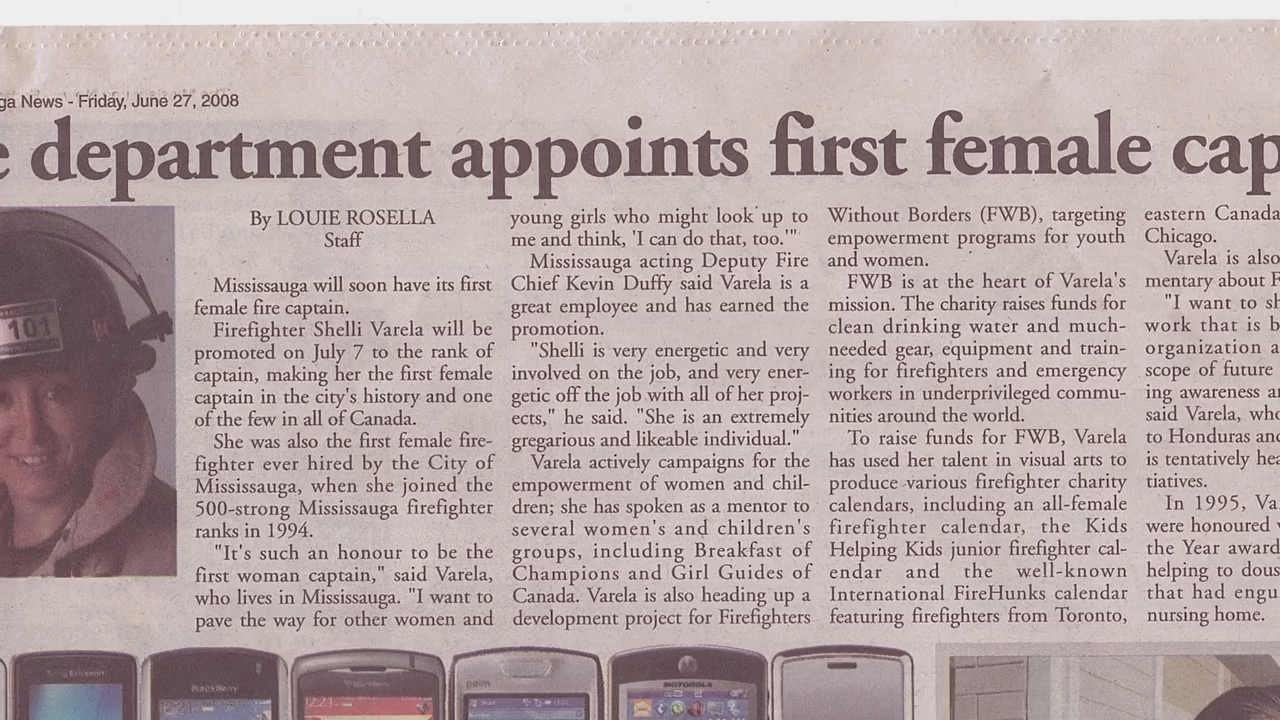 ga News - Friday, June 27, 2008
e department appoints first female cap
101
By LOUIE ROSELLA
Staff
Mississauga will soon have its first
female fire captain.
Firefighter Shelli Varela will be
promoted on July 7 to the rank of
captain, making her the first female
captain in the city's history and one
of the few in all of Canada.
She was also the first female fire-
fighter ever hired by the City of
Mississauga, when she joined the
500-strong Mississauga firefighter
ranks in 1994.
"It's such an honour to be the
first woman captain," said Varela,
who lives in Mississauga. "I want to
pave the way for other women and
young girls who might look up to
me and think, 'I can do that, too.'"
Mississauga acting Deputy Fire
Chief Kevin Duffy said Varela is a
great employee and has earned the
promotion.
"Shelli is very energetic and very
involved on the job, and very ener-
getic off the job with all of her proj-
ects," he said. "She is an extremely
gregarious and likeable individual."
Varela actively campaigns for the
empowerment of women and chil-
dren; she has spoken as a mentor to
several women's and children's
groups, including Breakfast of
Champions and Girl Guides of
Canada. Varela is also heading up a
development project for Firefighters
Without Borders (FWB), targeting
empowerment programs for youth
and women.
FWB is at the heart of Varela's
mission. The charity raises funds for
clean drinking water and much-
needed gear, equipment and train-
ing for firefighters and emergency
workers in underprivileged commu-
nities around the world.
To raise funds for FWB, Varela
has used her talent in visual arts to
produce various firefighter charity
calendars, including an all-female
firefighter calendar, the Kids
Helping Kids junior firefighter cal-
endar and the well-known
International FireHunks calendar
featuring firefighters from Toronto,
eastern Canada
Chicago.
Varela is also
mentary about F
"I want to sh
work that is b
organization a
scope of future
ing awareness a
said Varela, who
to Honduras and
is tentatively hea
tiatives.
In 1995, Va
were honoured
the Year award
helping to dous
that had engu
nursing home.
Sony Ericsson
BlackBerry
12:21
BlackBerry
palm
MOTOROLA